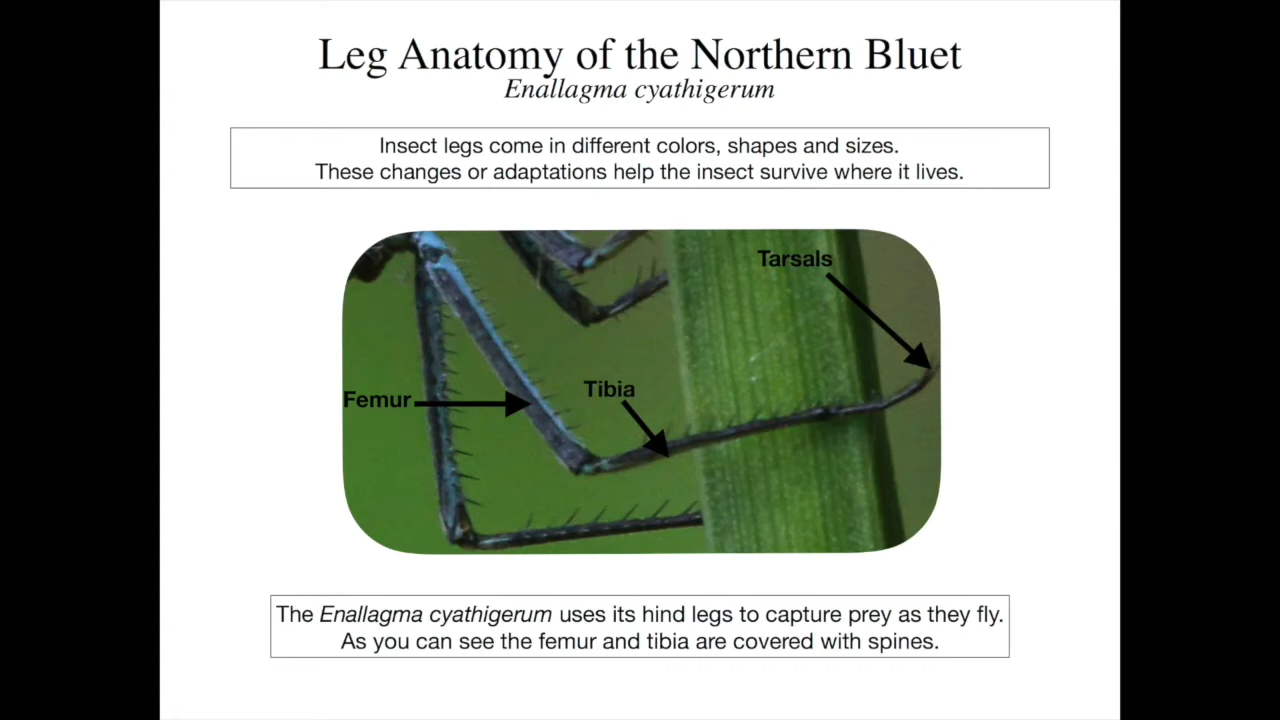 Leg Anatomy of the Northern Bluet
Enallagma cyathigerum
Insect legs come in different colors, shapes and sizes.
These changes or adaptations help the insect survive where it lives.
Tarsals
Tibia
Femur
The Enallagma cyathigerum uses its hind legs to capture prey as they fly.
As you can see the femur and tibia are covered with spines.